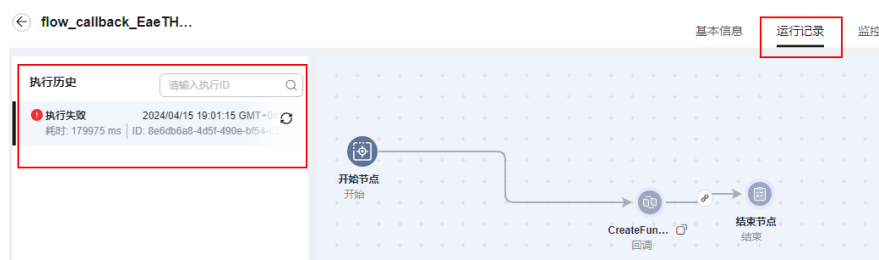 flow_callback_EaeTH...
基本信息
运行记录
监控
执行历史
请输入执行ID
执行失败
2024/04/15 19:01:15 GMT+08
耗时: 179975 ms
ID: 8e6db6a8-4d5f-490e-bf54-c
开始节点
开始
CreateFun...
回调
结束节点
结束